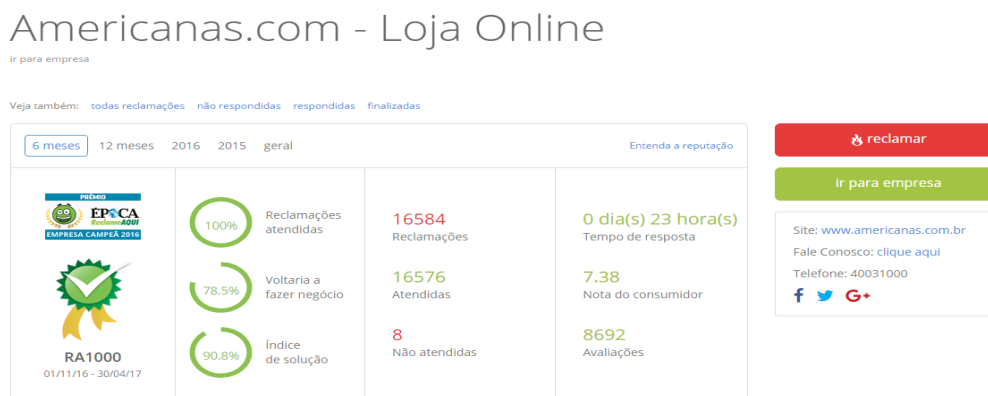 Americanas.com - Loja Online
ir para empresa
Veja também: todas reclamações não respondidas respondidas finalizadas
6 meses 12 meses 2016 2015 geral Entenda a reputação
PRÊMIO
ÉPOCA
ReclameAQUI
EMPRESA CAMPEÃ 2016
RA1000
01/11/16 - 30/04/17
100%
Reclamações
atendidas
78.5%
Voltaria a
fazer negócio
90.8%
Índice
de solução
16584
Reclamações
16576
Atendidas
8
Não atendidas
0 dia(s) 23 hora(s)
Tempo de resposta
7.38
Nota do consumidor
8692
Avaliações
reclamar
ir para empresa
Site: www.americanas.com.br
Fale Conosco: clique aqui
Telefone: 40031000
f G+